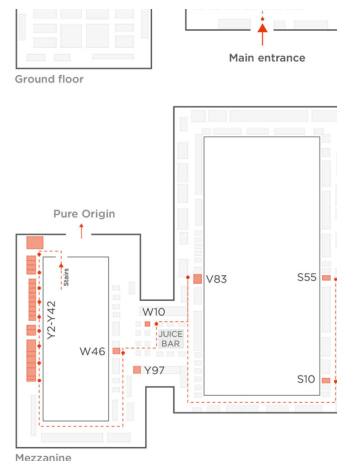 Main entrance
Ground floor
Pure Origin
Stairs
Y2-Y42
V83
S55
W10
JUICE
BAR
W46
Y97
S10
Mezzanine